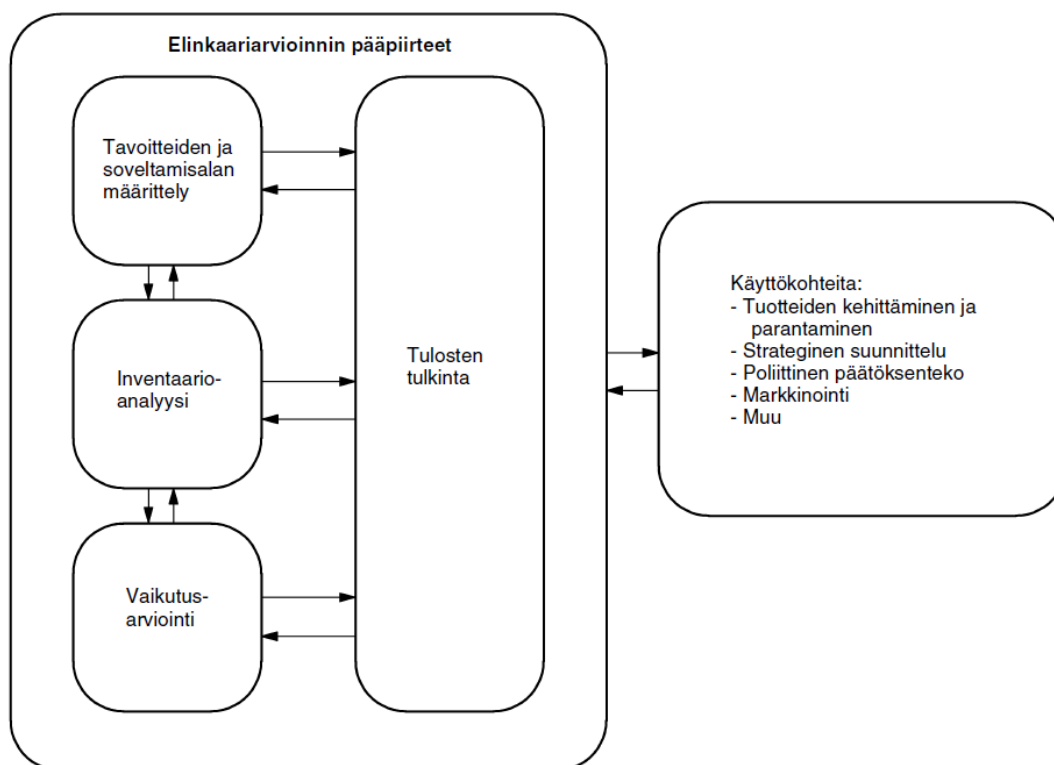 Elinkaariarvioinnin pääpiirteet
Tavoitteiden ja
soveltamisalan
määrittely
Inventaario-
analyysi
Vaikutus-
arviointi
Tulosten
tulkinta
Käyttökohteita:
- Tuotteiden kehittäminen ja
parantaminen
- Strateginen suunnittelu
- Poliittinen päätöksenteko
- Markkinointi
- Muu